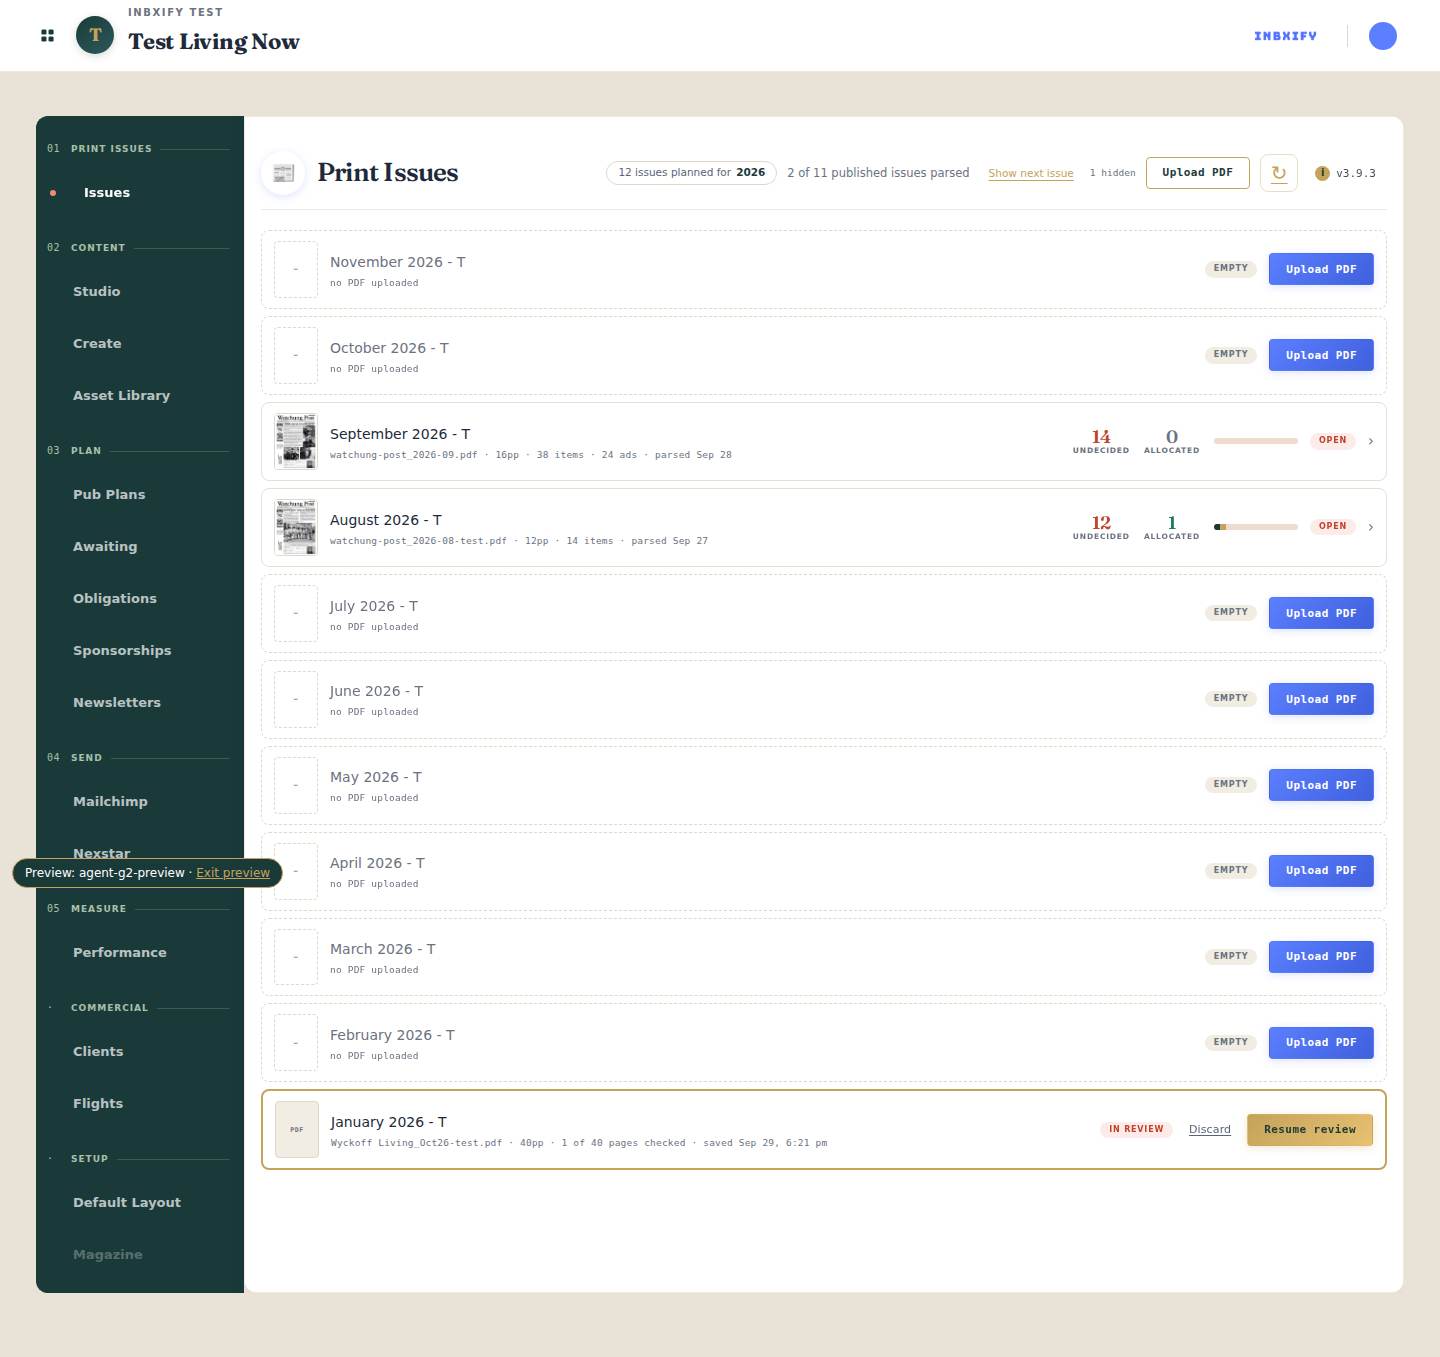 INBXIFY TEST
T
Test Living Now
INBXIFY
01 PRINT ISSUES
Issues
02 CONTENT
Studio
Create
Asset Library
03 PLAN
Pub Plans
Awaiting
Obligations
Sponsorships
Newsletters
04 SEND
Mailchimp
Nexstar
Preview: agent-g2-preview · Exit preview
05 MEASURE
Performance
· COMMERCIAL
Clients
Flights
· SETUP
Default Layout
Magazine
Print Issues
12 issues planned for 2026
2 of 11 published issues parsed
Show next issue
1 hidden
Upload PDF
↻
i v3.9.3
-
November 2026 - T
no PDF uploaded
EMPTY
Upload PDF
-
October 2026 - T
no PDF uploaded
EMPTY
Upload PDF
Watchung Post
September 2026 - T
watchung-post_2026-09.pdf · 16pp · 38 items · 24 ads · parsed Sep 28
14 UNDECIDED
0 ALLOCATED
OPEN ›
Watchung Post
August 2026 - T
watchung-post_2026-08-test.pdf · 12pp · 14 items · parsed Sep 27
12 UNDECIDED
1 ALLOCATED
OPEN ›
-
July 2026 - T
no PDF uploaded
EMPTY
Upload PDF
-
June 2026 - T
no PDF uploaded
EMPTY
Upload PDF
-
May 2026 - T
no PDF uploaded
EMPTY
Upload PDF
-
April 2026 - T
no PDF uploaded
EMPTY
Upload PDF
-
March 2026 - T
no PDF uploaded
EMPTY
Upload PDF
-
February 2026 - T
no PDF uploaded
EMPTY
Upload PDF
PDF
January 2026 - T
Wyckoff Living_Oct26-test.pdf · 40pp · 1 of 40 pages checked · saved Sep 29, 6:21 pm
IN REVIEW
Discard
Resume review